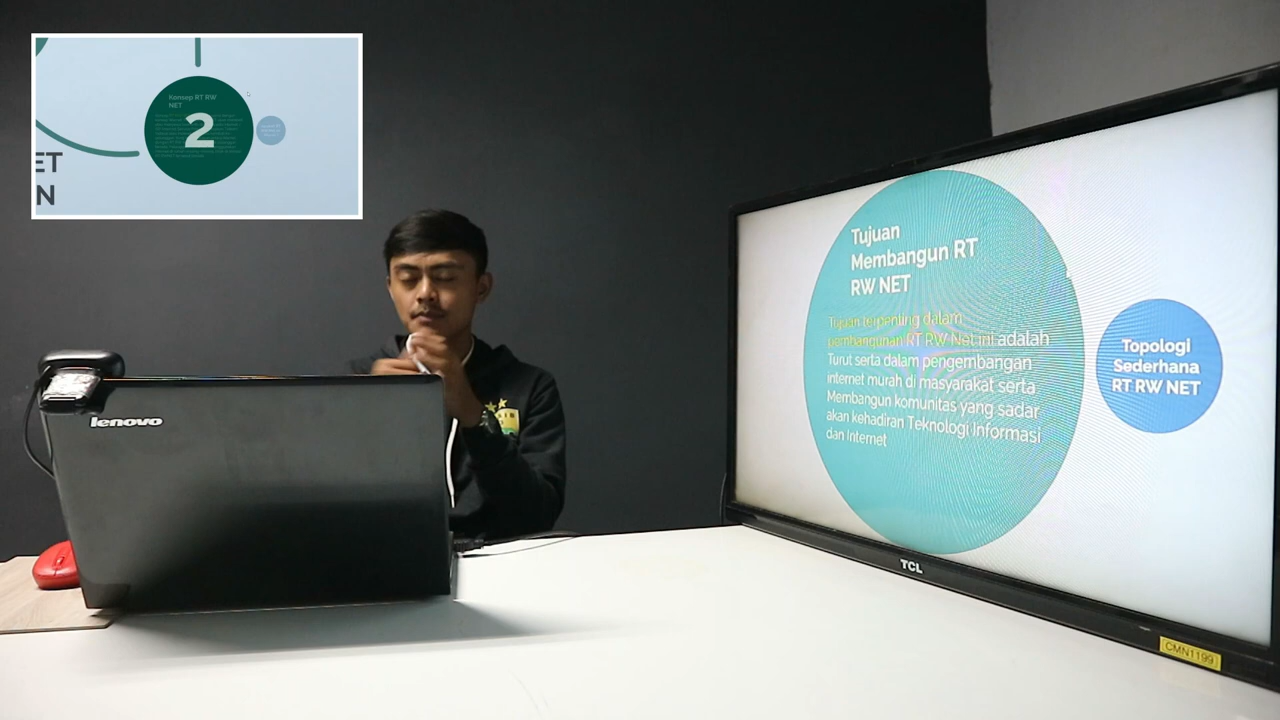 Konsep RT RW
NET
2
ET
N
lenovo
Tujuan
Membangun RT
RW NET
Tujuan terpenting dalam
pembangunan RT RW Net ini adalah
Turut serta dalam pengembangan
internet murah di masyarakat serta
Membangun komunitas yang sadar
akan kehadiran Teknologi Informasi
dan Internet
Topologi
Sederhana
RT RW NET
TCL
CMN1199